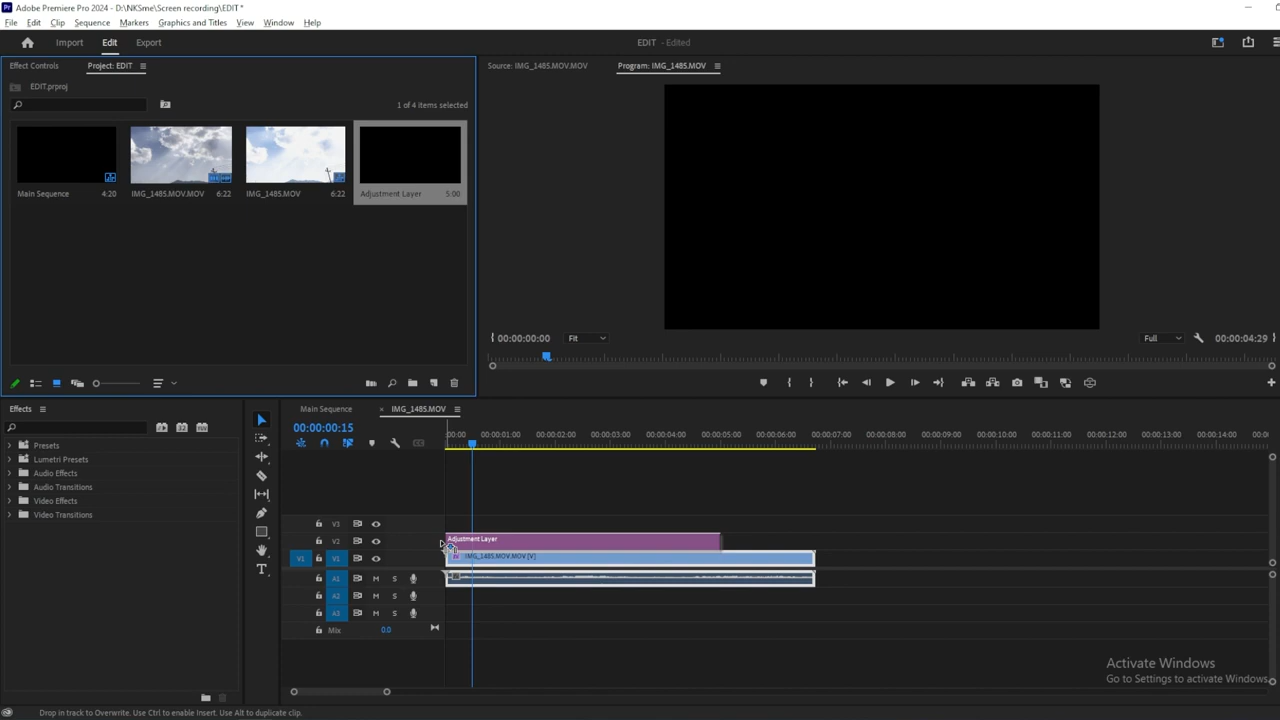 Adobe Premiere Pro 2024 - D:\NKSme\Screen recording\EDIT *
File Edit Clip Sequence Markers Graphics and Titles View Window Help
Import Edit Export
EDIT - Edited
Effect Controls Project: EDIT
Source: IMG_1485.MOV.MOV Program: IMG_1485.MOV
EDIT.prproj
1 of 4 items selected
Main Sequence 4:20 IMG_1485.MOV.MOV 6:22 IMG_1485.MOV 6:22 Adjustment Layer 5:00
00:00:00:00 Fit Full 00:00:04:29
Effects
Main Sequence × IMG_1485.MOV
00:00:00:15
:00:00 00:00:01:00 00:00:02:00 00:00:03:00 00:00:04:00 00:00:05:00 00:00:06:00 00:00:07:00 00:00:08:00 00:00:09:00 00:00:10:00 00:00:11:00 00:00:12:00 00:00:13:00 00:00:14:00 00:0
Presets
Lumetri Presets
Audio Effects
Audio Transitions
Video Effects
Video Transitions
V3
V2 Adjustment Layer
V1 V1 fx IMG_1485.MOV.MOV [V]
A1 M S
A2 M S
A3 M S
Mix 0.0
Activate Windows
Go to Settings to activate Windows.
Drop in track to Overwrite. Use Ctrl to enable Insert. Use Alt to duplicate clip.